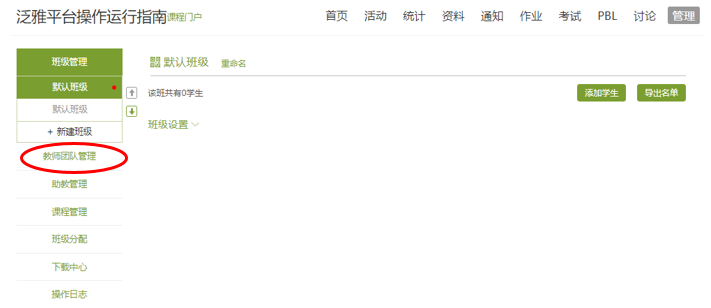 泛雅平台操作运行指南 课程门户 首页 活动 统计 资料 通知 作业 考试 PBL 讨论 管理
班级管理
默认班级
默认班级
+ 新建班级
教师团队管理
助教管理
课程管理
班级分配
下载中心
操作日志
默认班级 重命名
该班共有0学生 添加学生 导出名单
班级设置